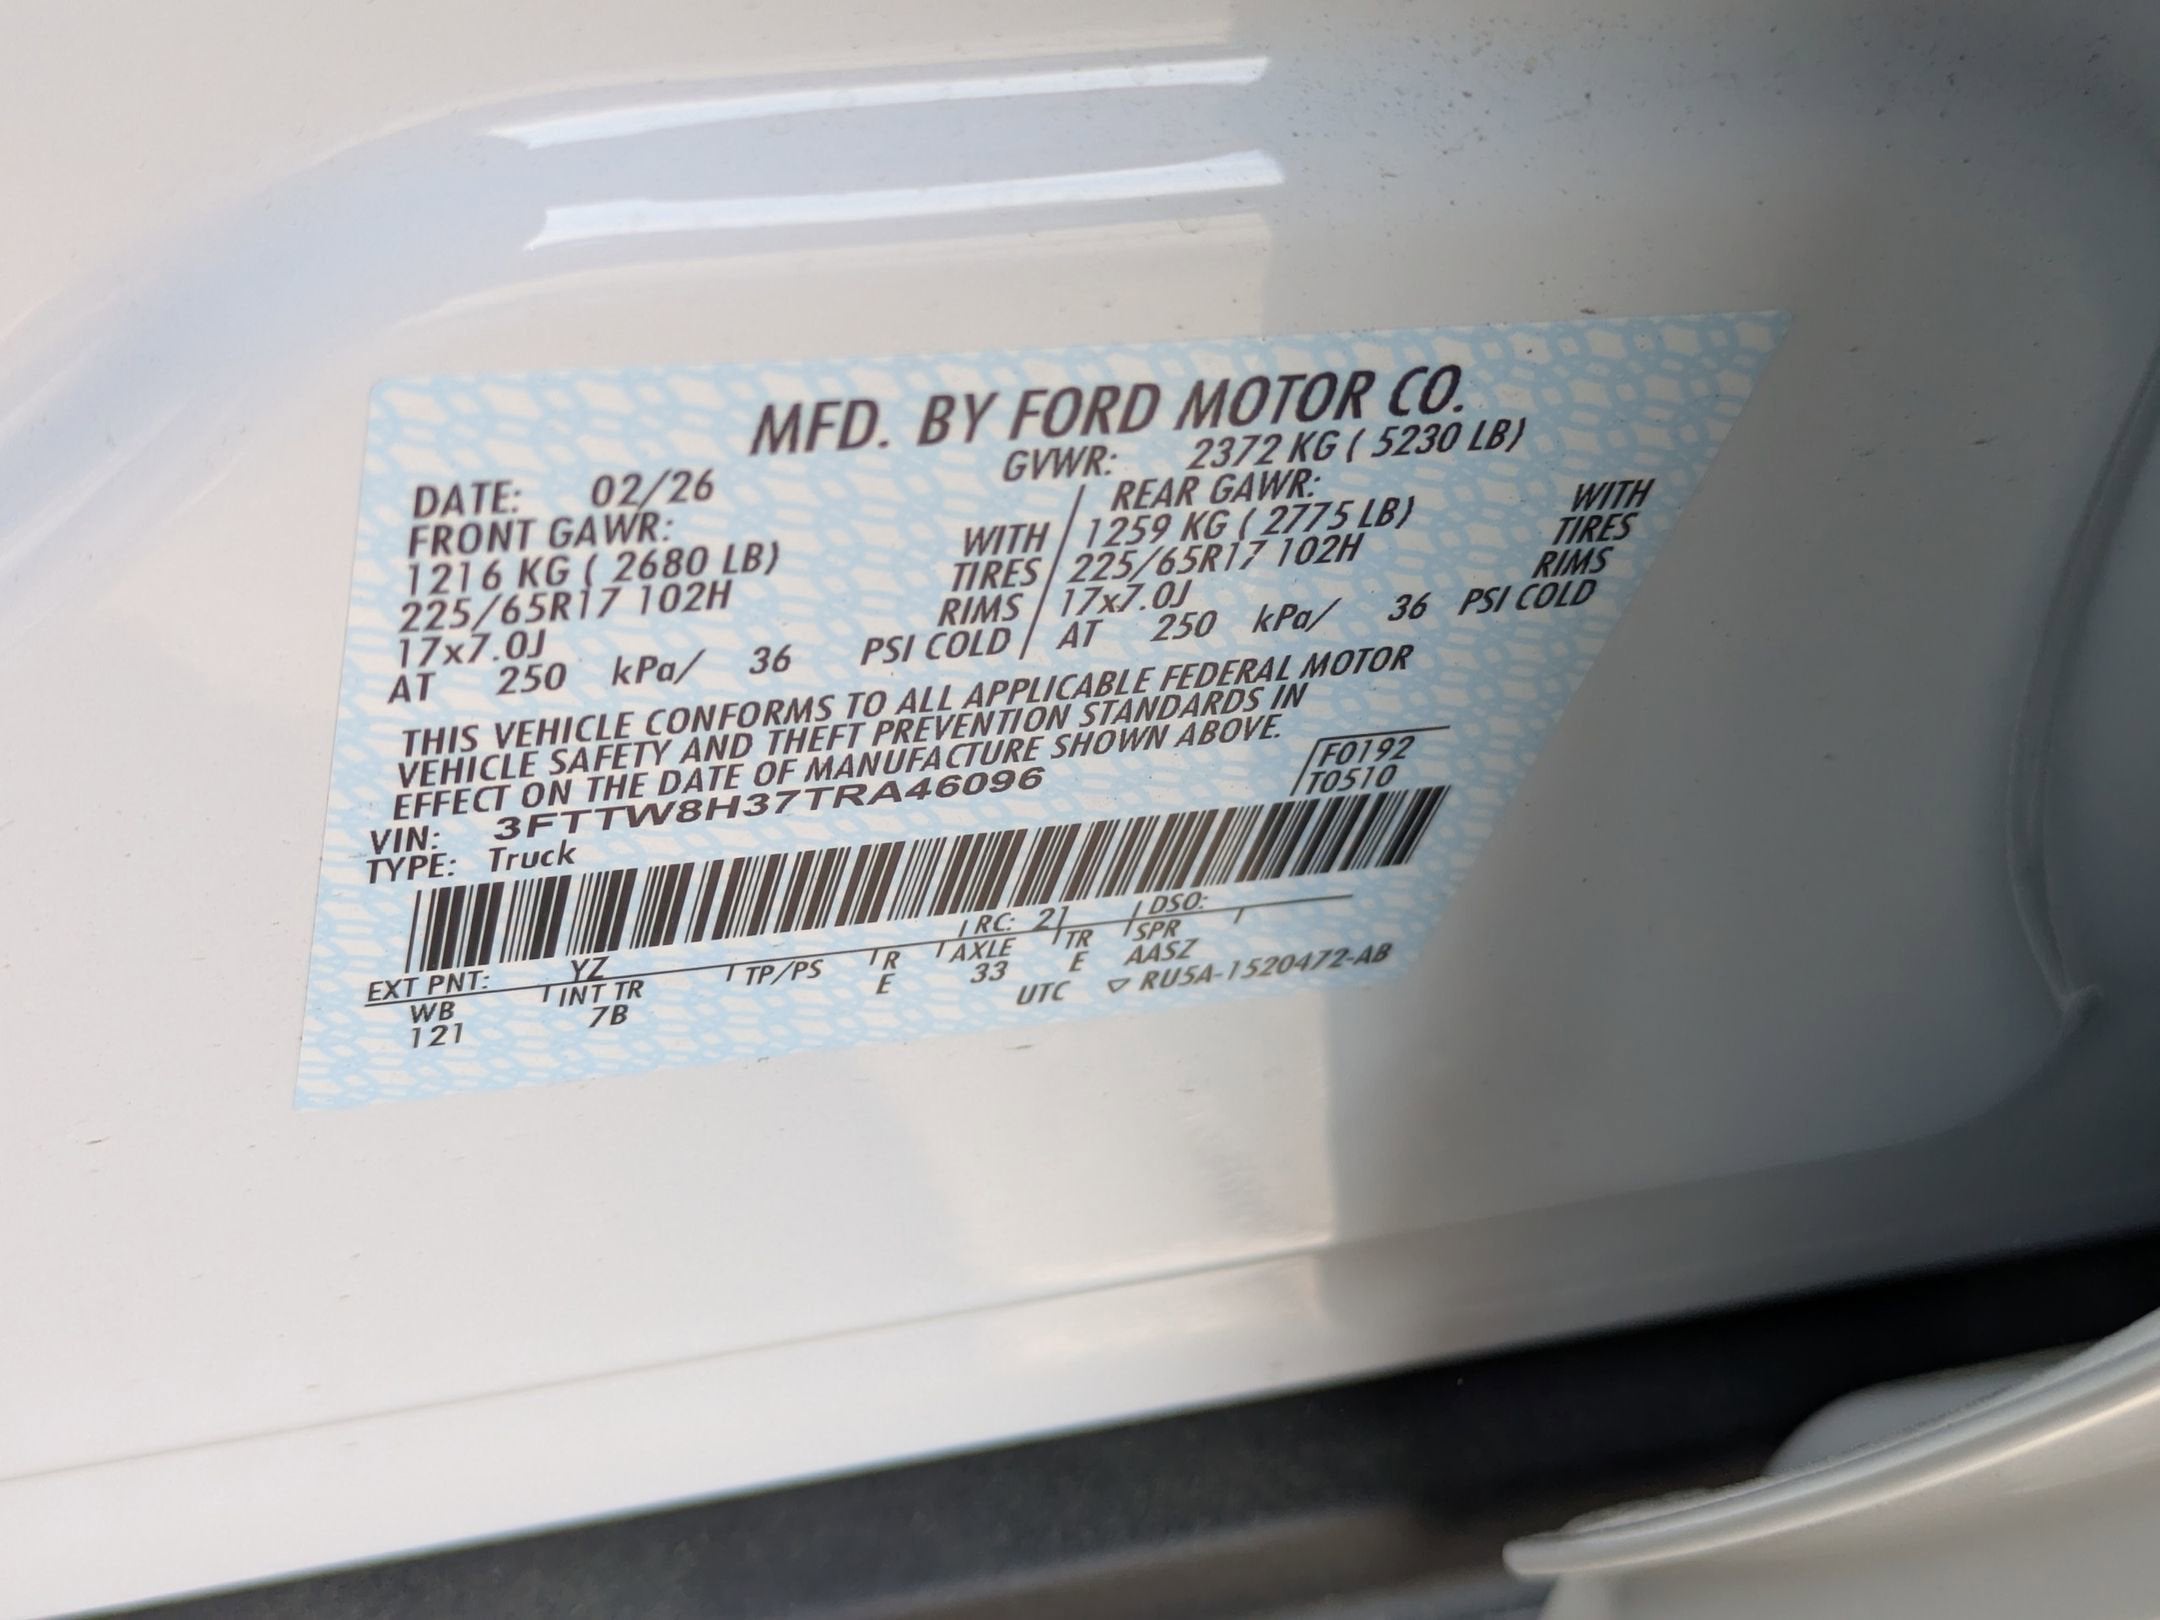 MFD. BY FORD MOTOR CO.
DATE: 02/26 GVWR: 2372 KG ( 5230 LB)
FRONT GAWR: REAR GAWR:
1216 KG ( 2680 LB) WITH 1259 KG ( 2775 LB) WITH
225/65R17 102H TIRES 225/65R17 102H TIRES
17x7.0J RIMS 17x7.0J RIMS
AT 250 kPa/ 36 PSI COLD AT 250 kPa/ 36 PSI COLD
THIS VEHICLE CONFORMS TO ALL APPLICABLE FEDERAL MOTOR
VEHICLE SAFETY AND THEFT PREVENTION STANDARDS IN
EFFECT ON THE DATE OF MANUFACTURE SHOWN ABOVE.
F0192
VIN: 3FTTW8H37TRA46096 T0510
TYPE: Truck
EXT PNT: YZ RC: 21 DSO:
WB INT TR TP/PS R AXLE TR SPR
121 7B E 33 E AASZ
UTC ▽ RU5A-1520472-AB